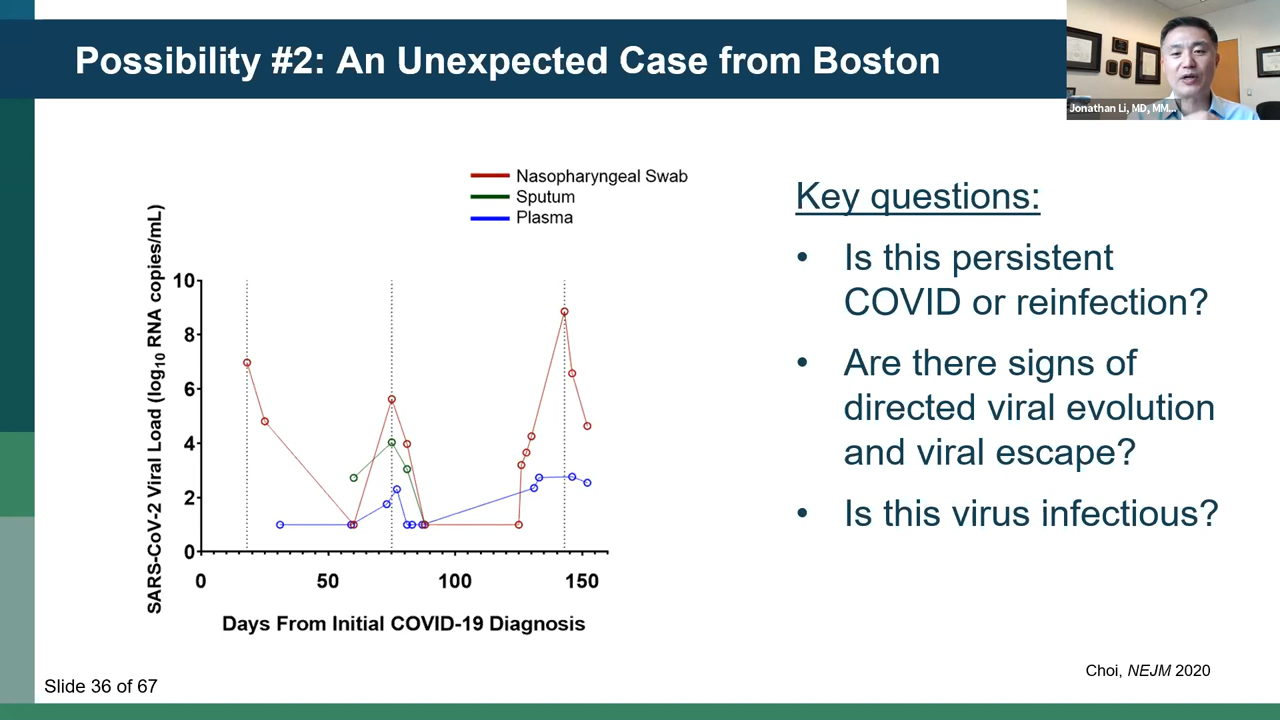 Possibility #2: An Unexpected Case from Boston
Jonathan Li, MD, MM...
Nasopharyngeal Swab
Sputum
Plasma
SARS-CoV-2 Viral Load (log10 RNA copies/mL)
10
8
6
4
2
0
0 50 100 150
Days From Initial COVID-19 Diagnosis
Key questions:
• Is this persistent
COVID or reinfection?
• Are there signs of
directed viral evolution
and viral escape?
• Is this virus infectious?
Choi, NEJM 2020
Slide 36 of 67